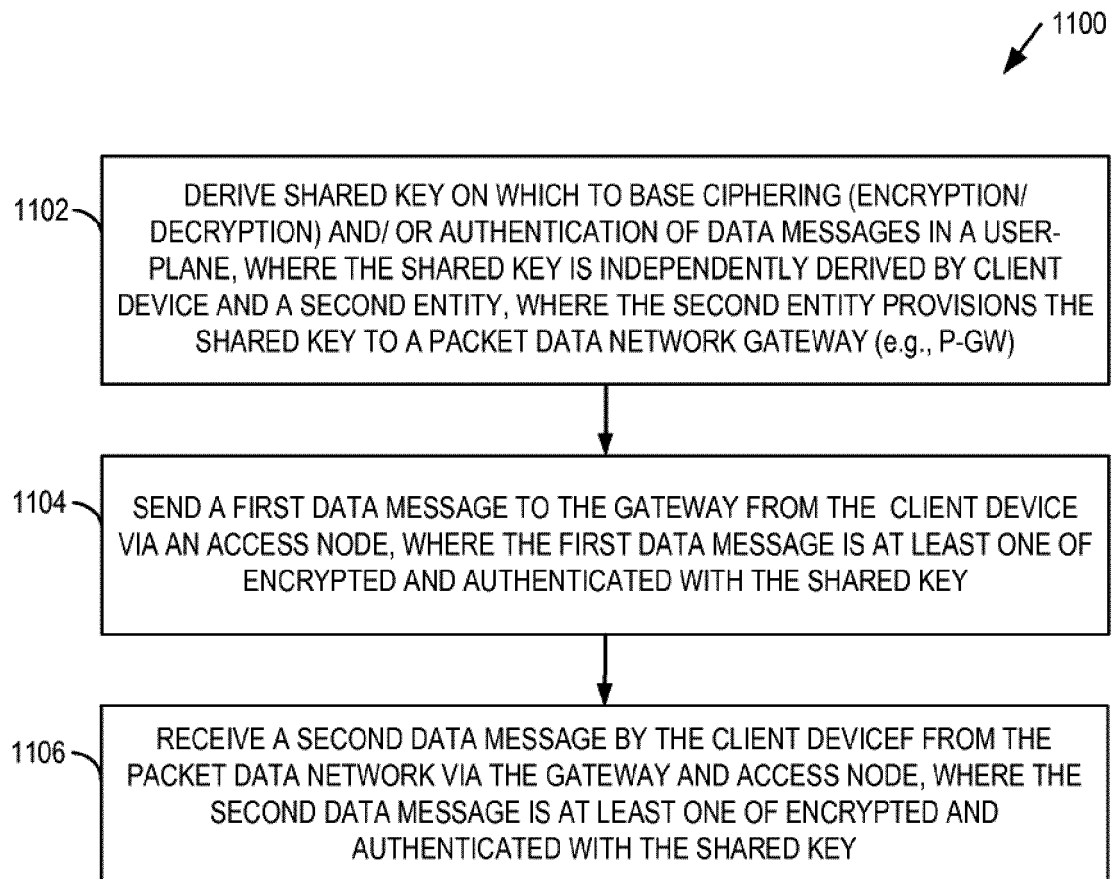 1100
1102
DERIVE SHARED KEY ON WHICH TO BASE CIPHERING (ENCRYPTION/
DECRYPTION) AND/ OR AUTHENTICATION OF DATA MESSAGES IN A USER-
PLANE, WHERE THE SHARED KEY IS INDEPENDENTLY DERIVED BY CLIENT
DEVICE AND A SECOND ENTITY, WHERE THE SECOND ENTITY PROVISIONS THE
SHARED KEY TO A PACKET DATA NETWORK GATEWAY (e.g., P-GW)
1104
SEND A FIRST DATA MESSAGE TO THE GATEWAY FROM THE CLIENT DEVICE
VIA AN ACCESS NODE, WHERE THE FIRST DATA MESSAGE IS AT LEAST ONE OF
ENCRYPTED AND AUTHENTICATED WITH THE SHARED KEY
1106
RECEIVE A SECOND DATA MESSAGE BY THE CLIENT DEVICEF FROM THE
PACKET DATA NETWORK VIA THE GATEWAY AND ACCESS NODE, WHERE THE
SECOND DATA MESSAGE IS AT LEAST ONE OF ENCRYPTED AND
AUTHENTICATED WITH THE SHARED KEY